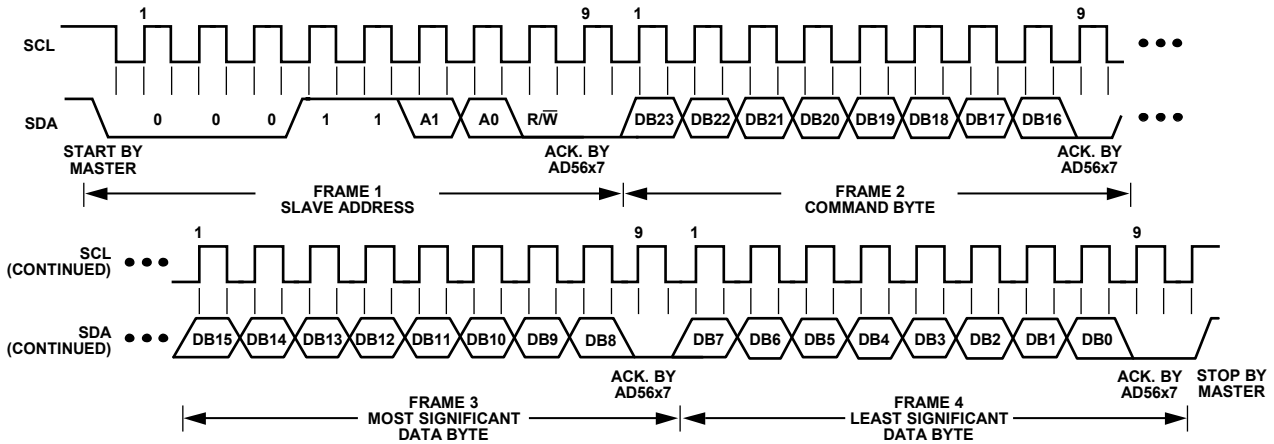 1 9 1 9
SCL
SDA 0 0 0 1 1 A1 A0 R/W̅ DB23 DB22 DB21 DB20 DB19 DB18 DB17 DB16
START BY
MASTER
ACK. BY
AD56x7
ACK. BY
AD56x7
FRAME 1
SLAVE ADDRESS
FRAME 2
COMMAND BYTE
1 9 1 9
SCL
(CONTINUED)
SDA
(CONTINUED)
DB15 DB14 DB13 DB12 DB11 DB10 DB9 DB8 DB7 DB6 DB5 DB4 DB3 DB2 DB1 DB0
ACK. BY
AD56x7
ACK. BY
AD56x7
STOP BY
MASTER
FRAME 3
MOST SIGNIFICANT
DATA BYTE
FRAME 4
LEAST SIGNIFICANT
DATA BYTE